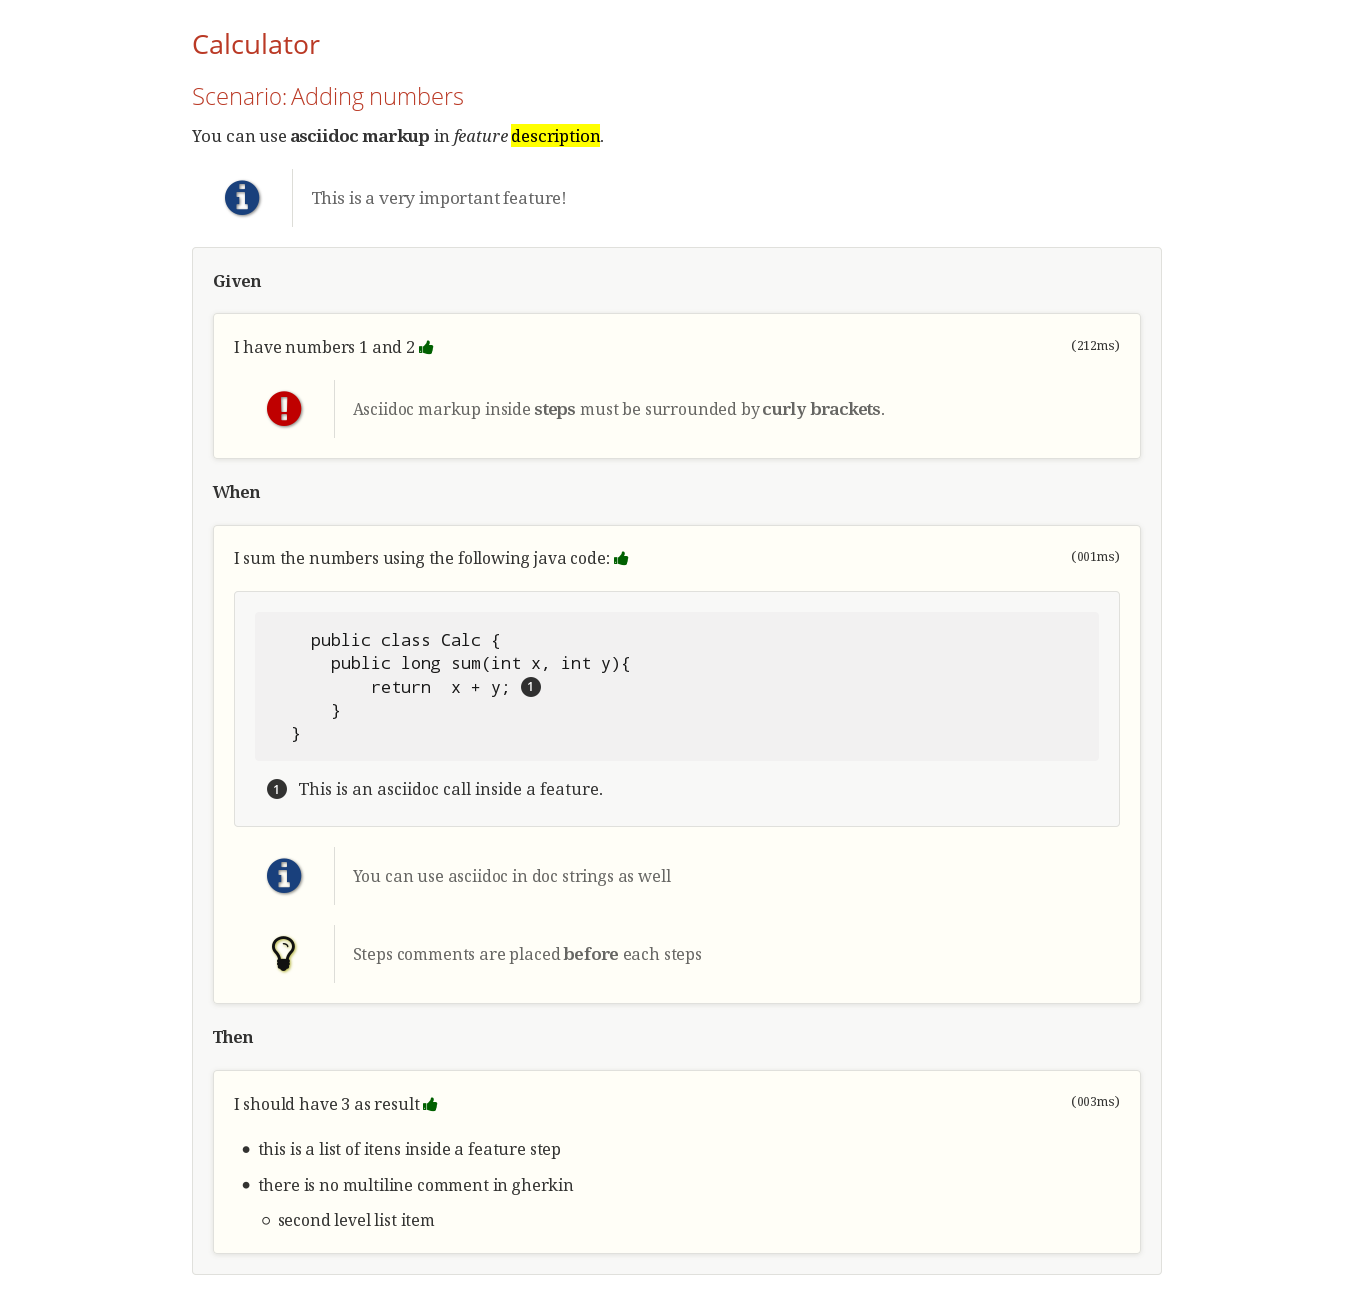 Calculator
Scenario: Adding numbers
You can use asciidoc markup in feature description.
This is a very important feature!
Given
I have numbers 1 and 2 (212ms)
Asciidoc markup inside steps must be surrounded by curly brackets.
When
I sum the numbers using the following java code: (001ms)
public class Calc {
public long sum(int x, int y){
return  x + y; 1
}
}
1 This is an asciidoc call inside a feature.
You can use asciidoc in doc strings as well
Steps comments are placed before each steps
Then
I should have 3 as result (003ms)
this is a list of itens inside a feature step
there is no multiline comment in gherkin
second level list item